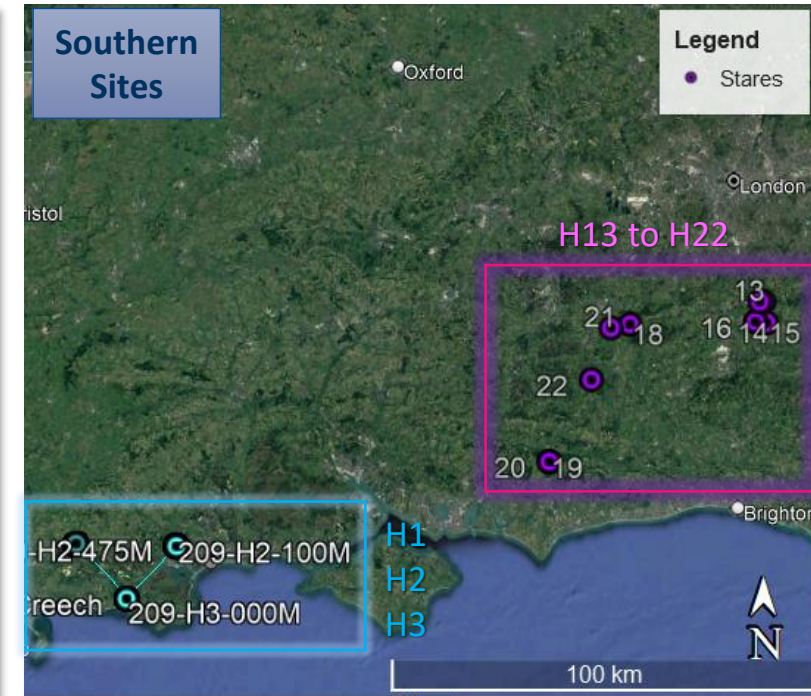 Southern
Sites
Oxford
Legend
Stares
London
istol
H13 to H22
13
21
18
16
14
15
22
20
19
Brighton
-H2-475M
209-H2-100M
H1
H2
H3
Creech
209-H3-000M
N
100 km